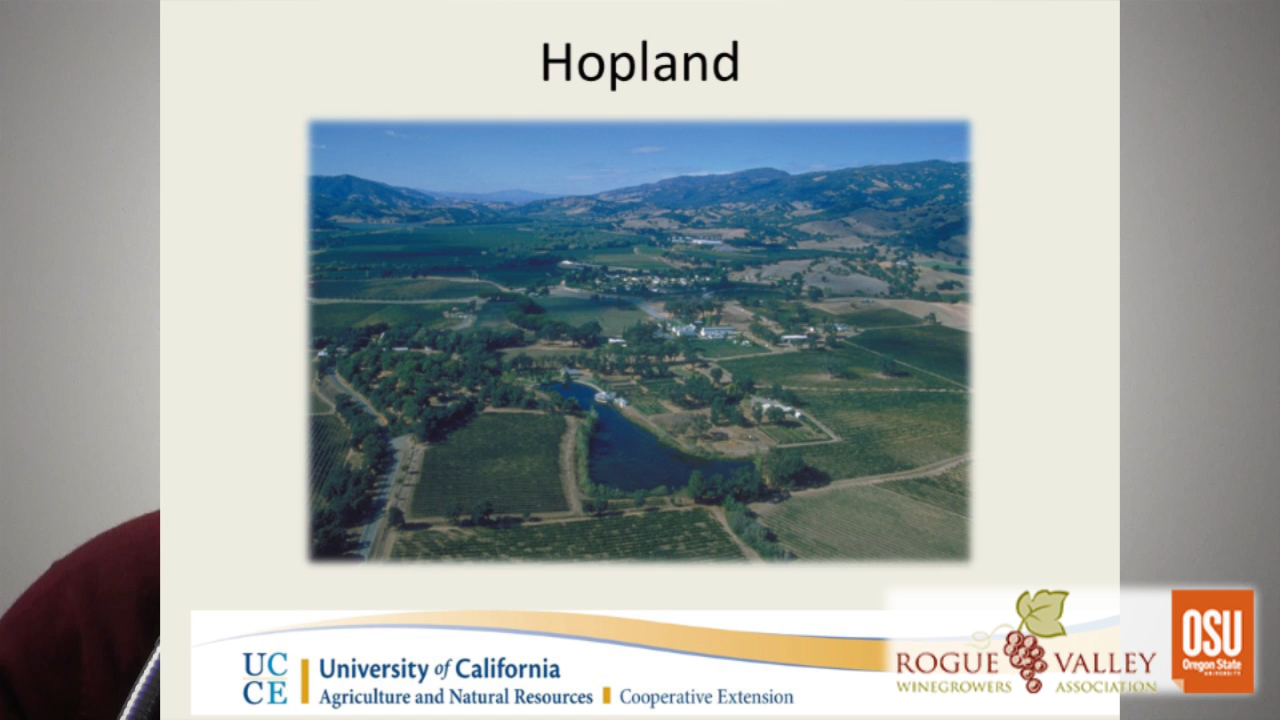 Hopland
UC
CE
University of California
Agriculture and Natural Resources
Cooperative Extension
ROGUE VALLEY
WINEGROWERS ASSOCIATION
OSU
Oregon State
UNIVERSITY